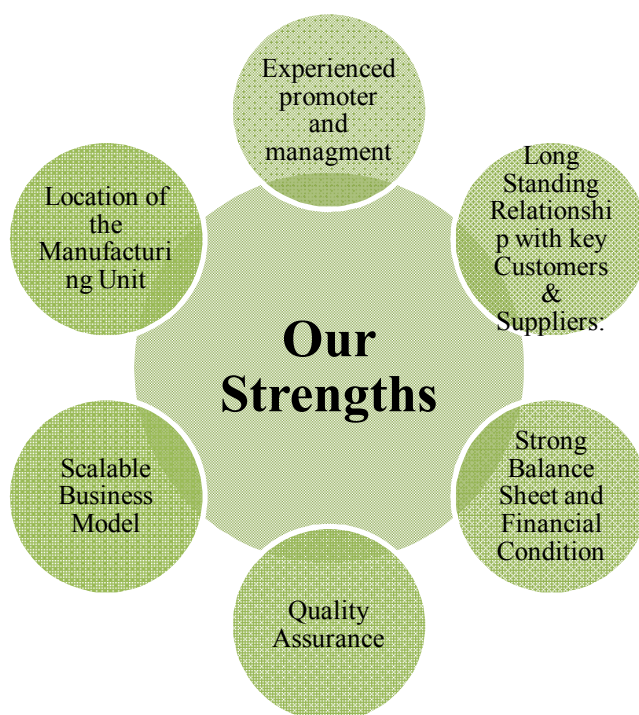 Experienced
promoter
and
managment
Long
Standing
Relationshi
p with key
Customers
&
Suppliers:
Strong
Balance
Sheet and
Financial
Condition
Quality
Assurance
Scalable
Business
Model
Location of
the
Manufacturi
ng Unit
Our
Strengths